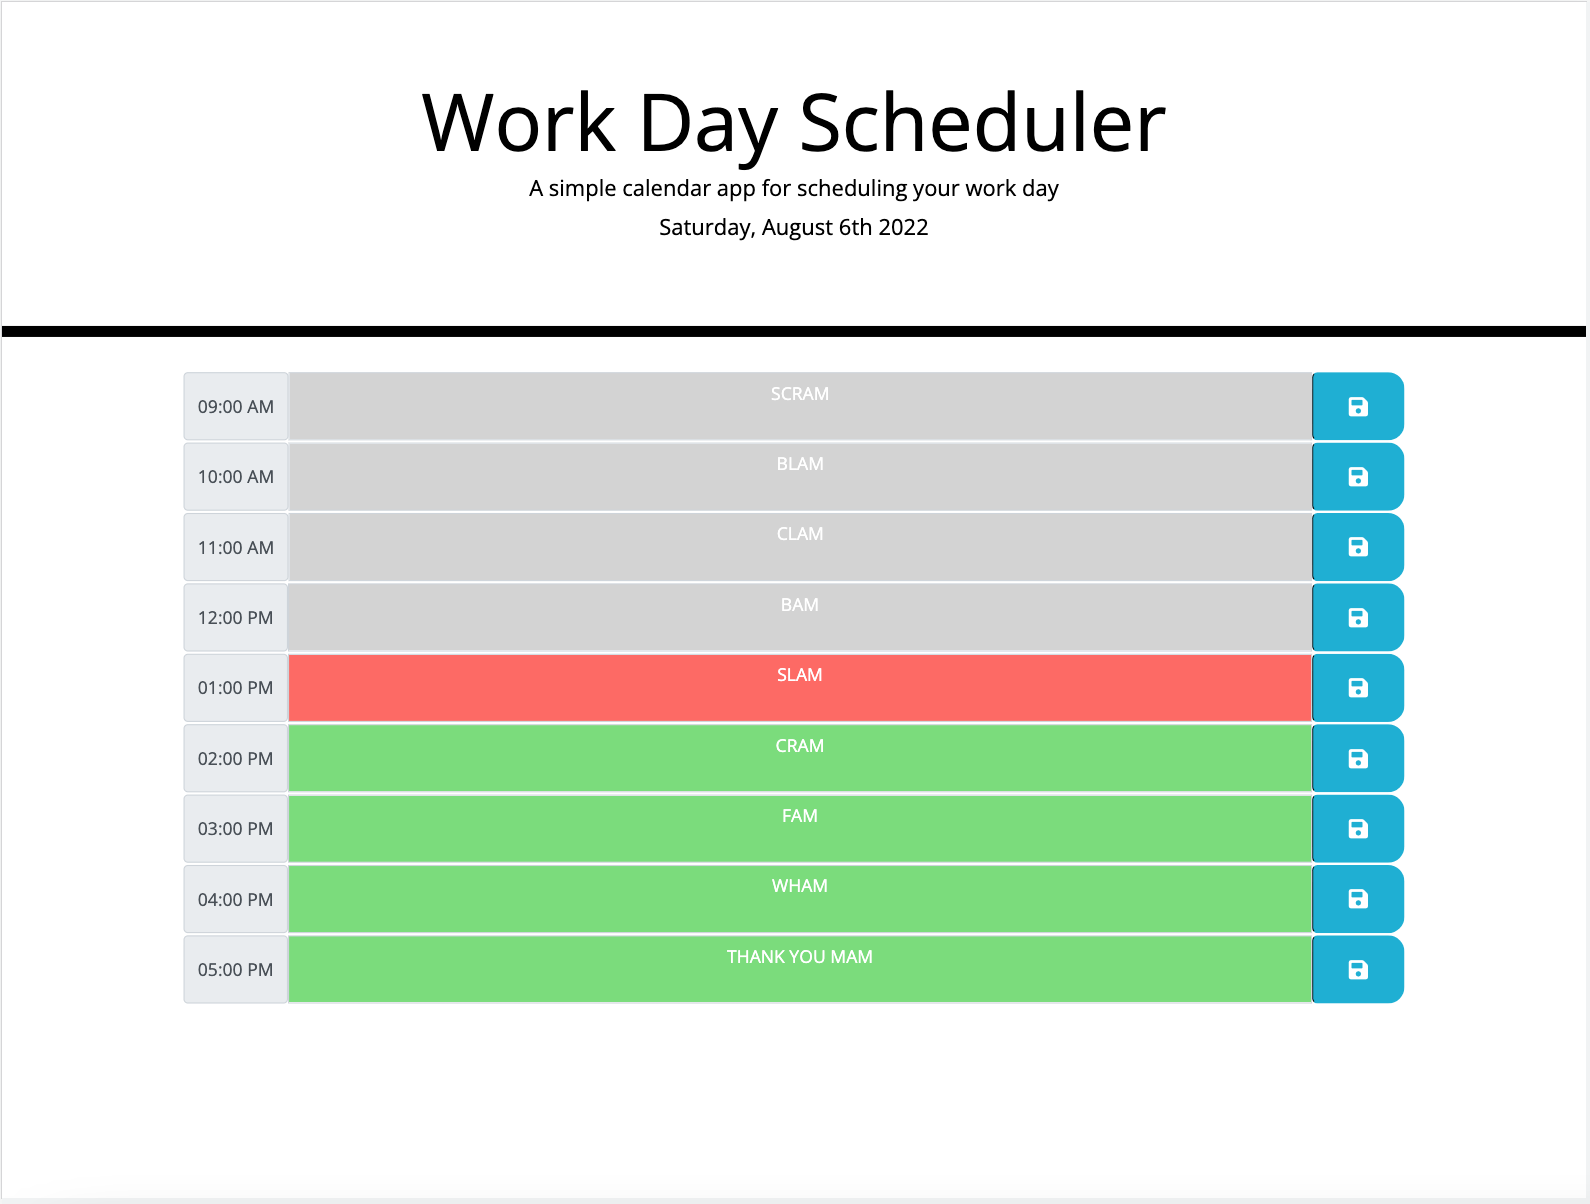 Work Day Scheduler
A simple calendar app for scheduling your work day
Saturday, August 6th 2022
09:00 AM SCRAM
10:00 AM BLAM
11:00 AM CLAM
12:00 PM BAM
01:00 PM SLAM
02:00 PM CRAM
03:00 PM FAM
04:00 PM WHAM
05:00 PM THANK YOU MAM